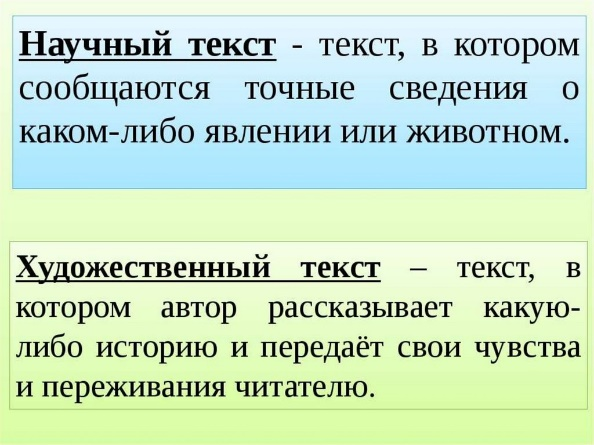 Научный текст - текст, в котором
сообщаются точные сведения о
каком-либо явлении или животном.
Художественный текст – текст, в
котором автор рассказывает какую-
либо историю и передаёт свои чувства
и переживания читателю.